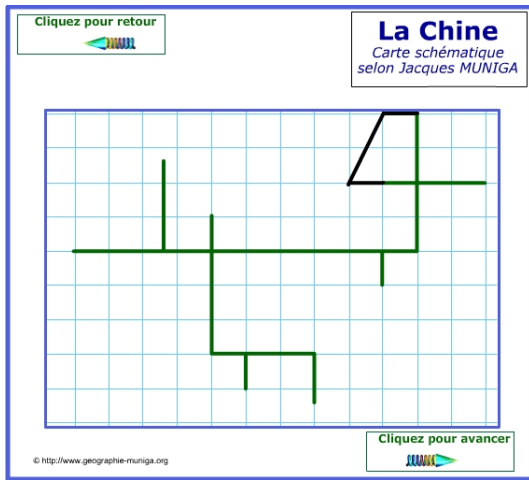 Cliquez pour retour
La Chine
Carte schématique
selon Jacques MUNIGA
Cliquez pour avancer
© http://www.geographie-muniga.org